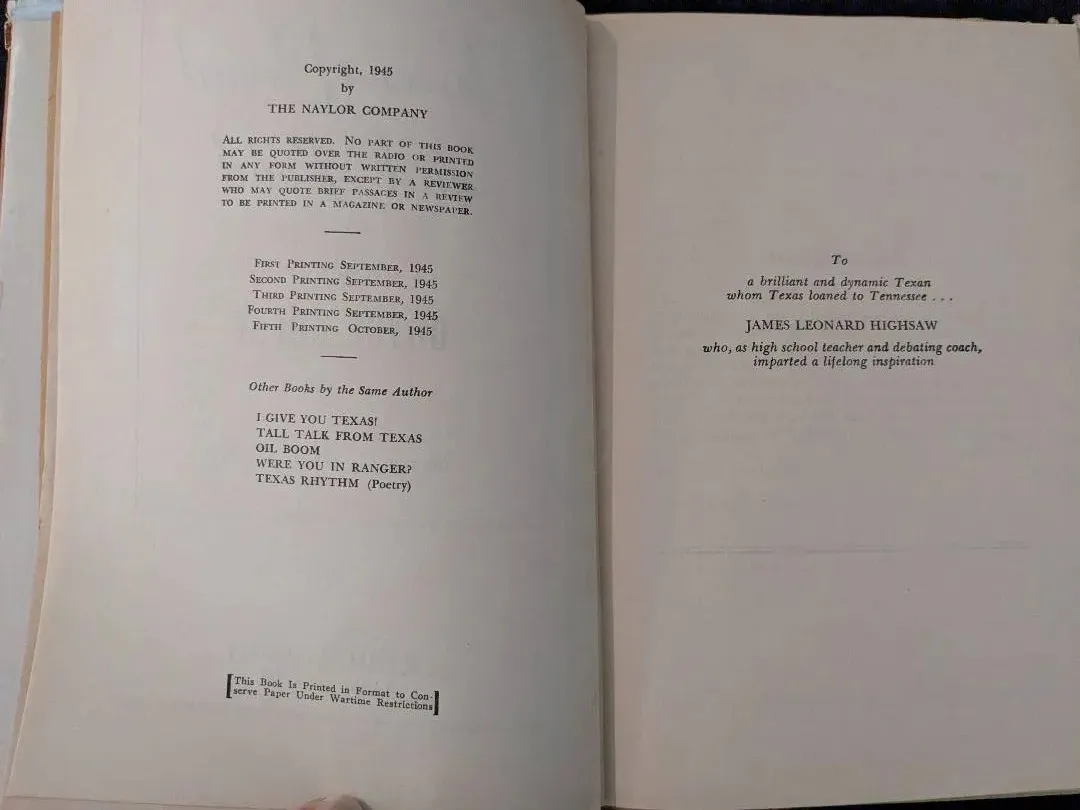 Copyright, 1945
by
THE NAYLOR COMPANY
ALL RIGHTS RESERVED. NO PART OF THIS BOOK
MAY BE QUOTED OVER THE RADIO OR PRINTED
IN ANY FORM WITHOUT WRITTEN PERMISSION
FROM THE PUBLISHER, EXCEPT BY A REVIEWER
WHO MAY QUOTE BRIEF PASSAGES IN A REVIEW
TO BE PRINTED IN A MAGAZINE OR NEWSPAPER.
FIRST PRINTING SEPTEMBER, 1945
SECOND PRINTING SEPTEMBER, 1945
THIRD PRINTING SEPTEMBER, 1945
FOURTH PRINTING SEPTEMBER, 1945
FIFTH PRINTING OCTOBER, 1945
Other Books by the Same Author
I GIVE YOU TEXAS!
TALL TALK FROM TEXAS
OIL BOOM
WERE YOU IN RANGER?
TEXAS RHYTHM (Poetry)
[This Book Is Printed in Format to Con-
serve Paper Under Wartime Restrictions]
To
a brilliant and dynamic Texan
whom Texas loaned to Tennessee . . .
JAMES LEONARD HIGHSAW
who, as high school teacher and debating coach,
imparted a lifelong inspiration